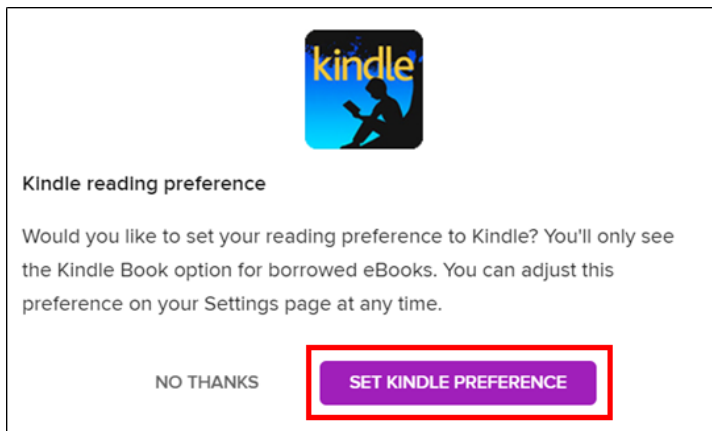 kindle
Kindle reading preference
Would you like to set your reading preference to Kindle? You'll only see
the Kindle Book option for borrowed eBooks. You can adjust this
preference on your Settings page at any time.
NO THANKS SET KINDLE PREFERENCE